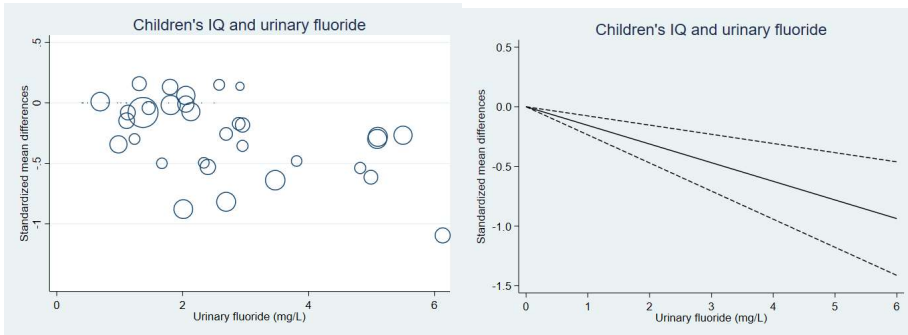 Children's IQ and urinary fluoride
.5
0
-.5
-1
Standardized mean differences
0 2 4 6
Urinary fluoride (mg/L)
Children's IQ and urinary fluoride
0.5
0.0
-0.5
-1.0
-1.5
Standardized mean differences
0 1 2 3 4 5 6
Urinary fluoride (mg/L)